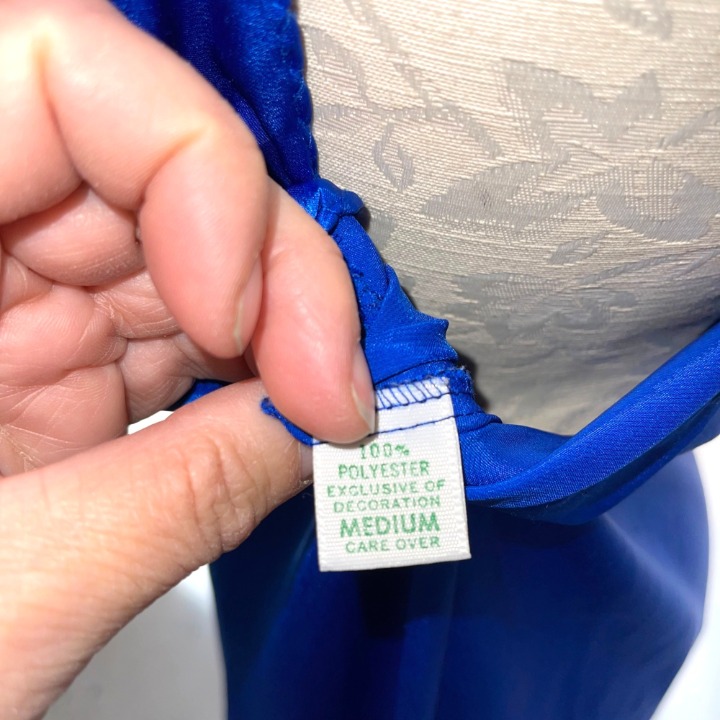 100%
POLYESTER
EXCLUSIVE OF
DECORATION
MEDIUM
CARE OVER